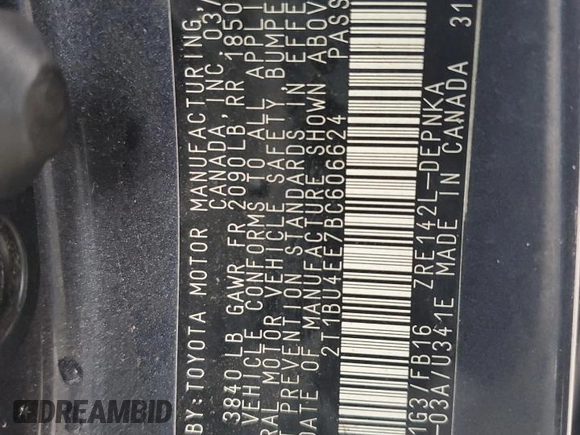 BY:TOYOTA MOTOR MANUFACTURING,
CANADA, INC. 03/
3840 LB GAWR FR 2090LB, RR 1850
VEHICLE CONFORMS TO ALL APPLI
RAL MOTOR VEHICLE SAFETY BUMPE
T PREVENTION STANDARDS IN EFFE
DATE OF MANUFACTURE SHOWN ABOV
2T1BU4EE7BC606624 PASS
1G3/FB16 ZRE142L-DEPNKA
-03A/U341E MADE IN CANADA 31
DREAMBID